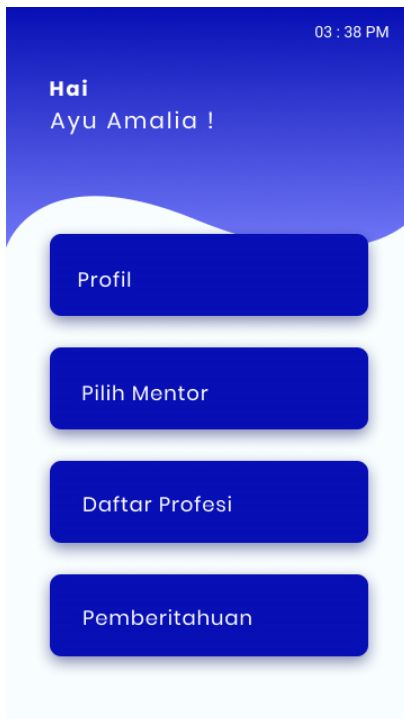 03 : 38 PM
Hai
Ayu Amalia !
Profil
Pilih Mentor
Daftar Profesi
Pemberitahuan